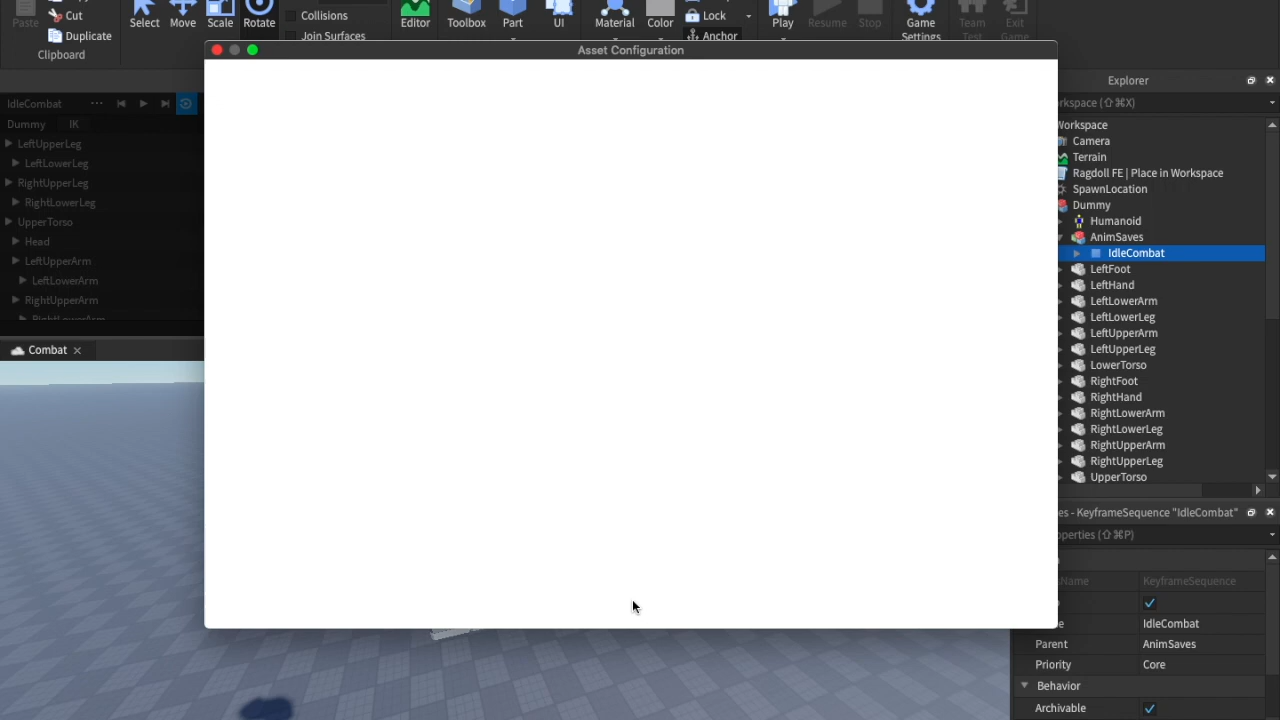 Paste
Cut
Duplicate
Clipboard
Select
Move
Scale
Rotate
Collisions
Join Surfaces
Editor
Toolbox
Part
UI
Material
Color
Lock
Anchor
Play
Resume
Stop
Game
Settings
Team
Test
Exit
Game
Asset Configuration
IdleCombat
Dummy
IK
LeftUpperLeg
LeftLowerLeg
RightUpperLeg
RightLowerLeg
UpperTorso
Head
LeftUpperArm
LeftLowerArm
RightUpperArm
RightLowerArm
Combat
Explorer
rkspace (⇧⌘X)
Workspace
Camera
Terrain
Ragdoll FE | Place in Workspace
SpawnLocation
Dummy
Humanoid
AnimSaves
IdleCombat
LeftFoot
LeftHand
LeftLowerArm
LeftLowerLeg
LeftUpperArm
LeftUpperLeg
LowerTorso
RightFoot
RightHand
RightLowerArm
RightLowerLeg
RightUpperArm
RightUpperLeg
UpperTorso
es - KeyframeSequence "IdleCombat"
operties (⇧⌘P)
Name KeyframeSequence
IdleCombat
Parent AnimSaves
Priority Core
Behavior
Archivable